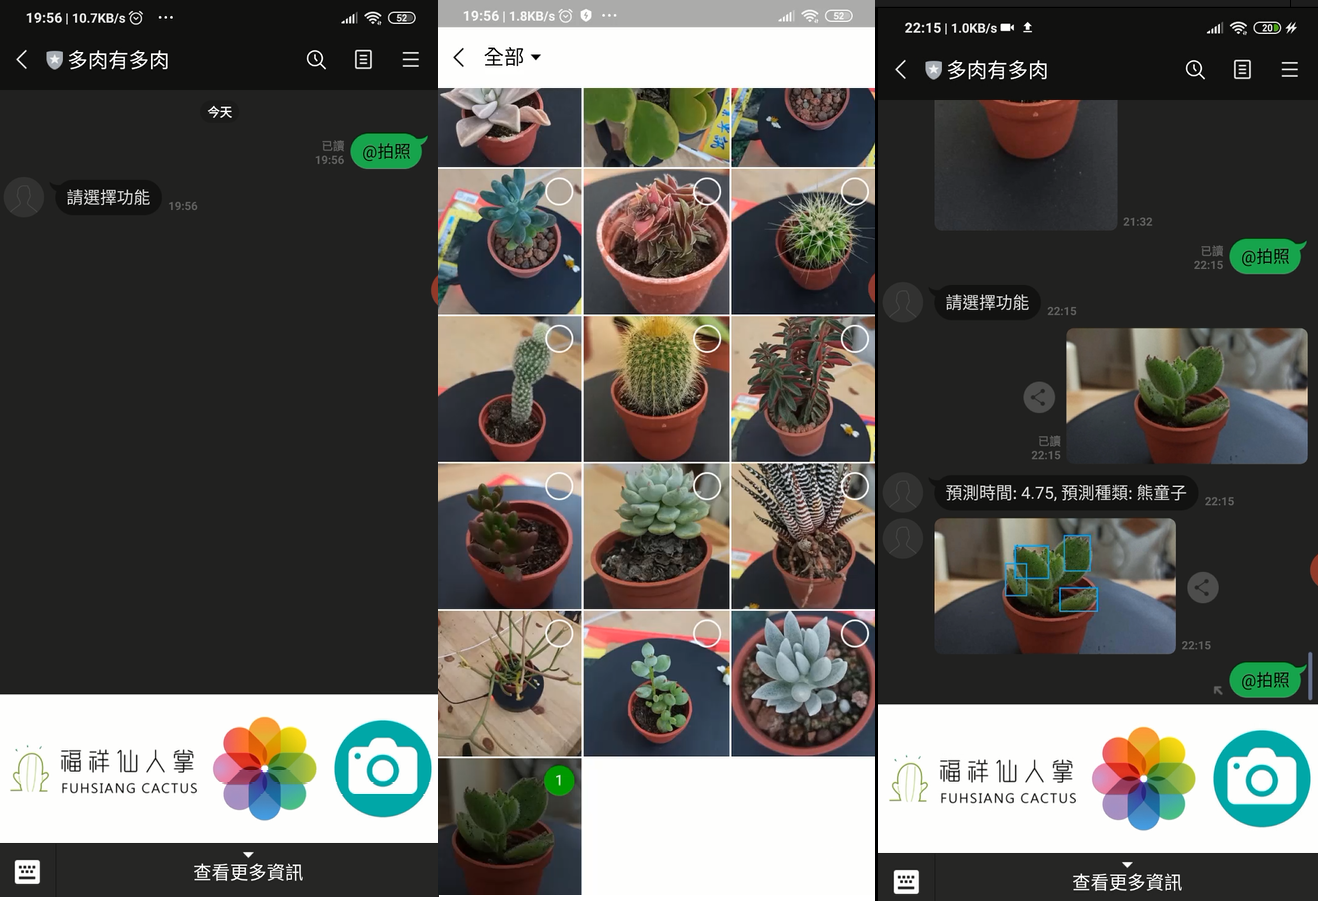 19:56 | 10.7KB/s
52
多肉有多肉
今天
已讀
19:56
@拍照
請選擇功能
19:56
福祥仙人掌
FUHSIANG CACTUS
查看更多資訊
19:56 | 1.8KB/s
52
全部
1
22:15 | 1.0KB/s
20
多肉有多肉
21:32
已讀
22:15
@拍照
請選擇功能
22:15
已讀
22:15
預測時間: 4.75, 預測種類: 熊童子
22:15
22:15
@拍照
福祥仙人掌
FUHSIANG CACTUS
查看更多資訊